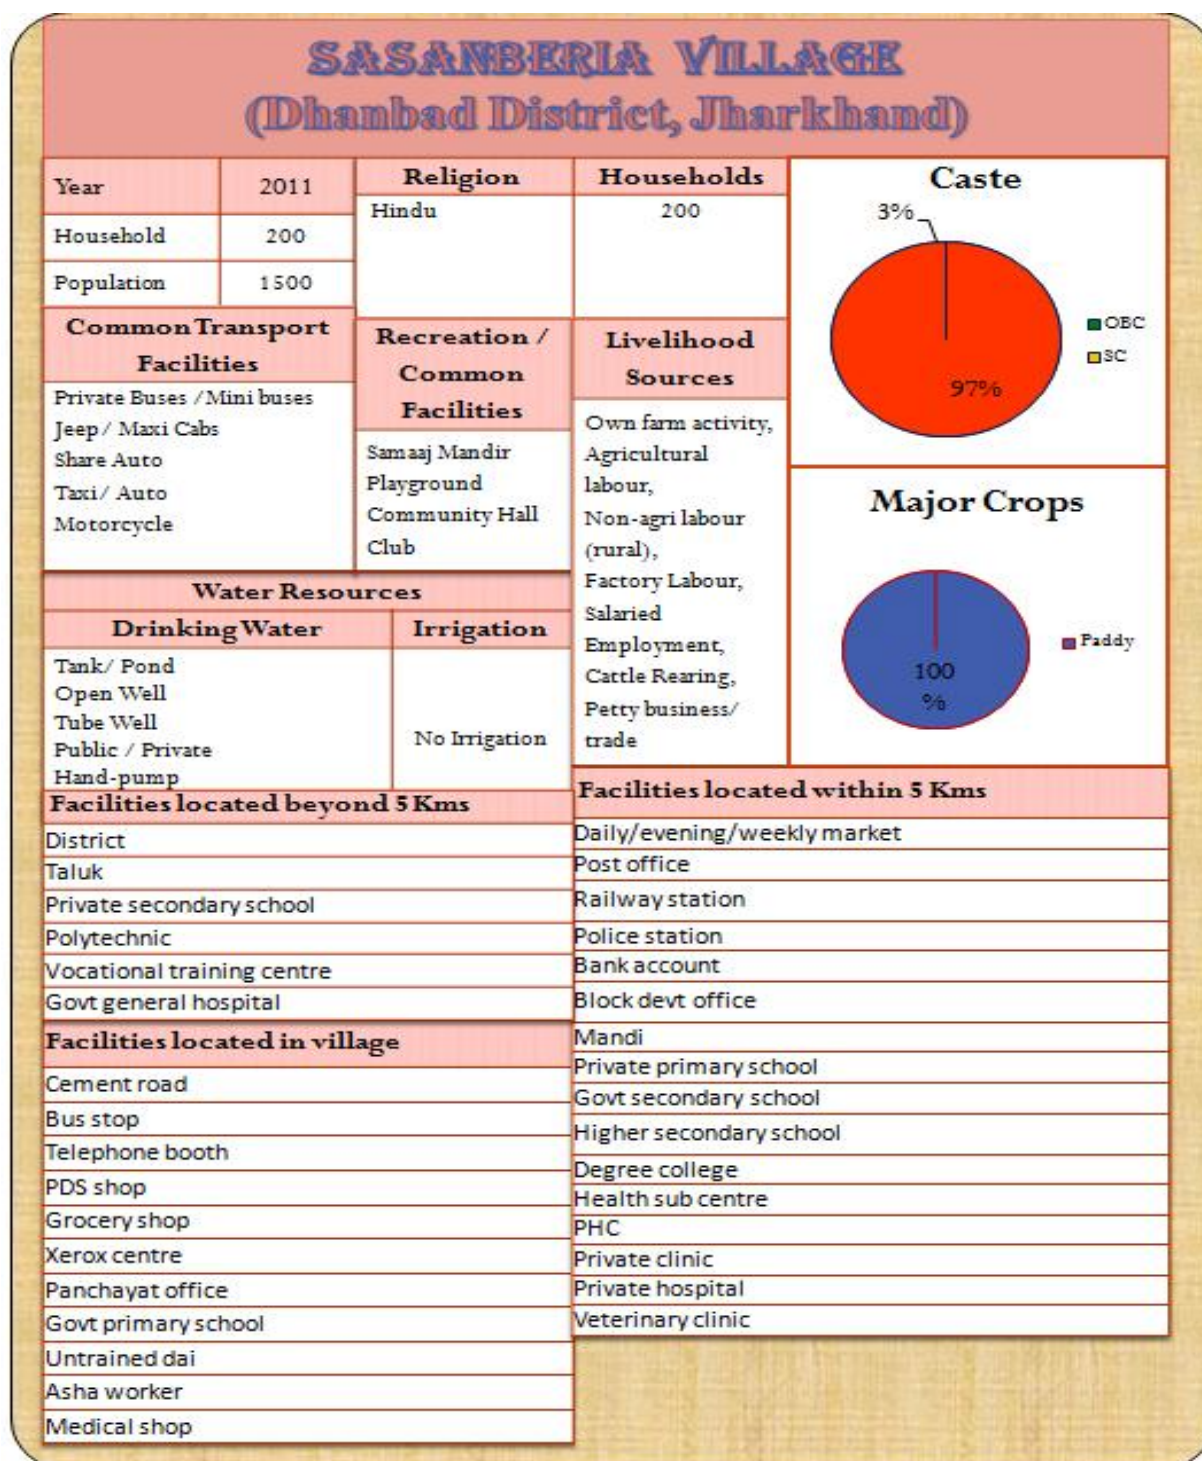 SASANBERIA VILLAGE
(Dhanbad District, Jharkhand)
Year 2011
Household 200
Population 1500
Religion
Hindu
Households
200
Caste
3%
97%
OBC
SC
Common Transport
Facilities
Private Buses /Mini buses
Jeep / Maxi Cabs
Share Auto
Taxi/ Auto
Motorcycle
Recreation /
Common
Facilities
Samaaj Mandir
Playground
Community Hall
Club
Livelihood
Sources
Own farm activity,
Agricultural
labour,
Non-agri labour
(rural),
Factory Labour,
Salaried
Employment,
Cattle Rearing,
Petty business/
trade
Major Crops
100
%
Paddy
Water Resources
Drinking Water
Tank/ Pond
Open Well
Tube Well
Public / Private
Hand-pump
Irrigation
No Irrigation
Facilities located beyond 5 Kms
District
Taluk
Private secondary school
Polytechnic
Vocational training centre
Govt general hospital
Facilities located in village
Cement road
Bus stop
Telephone booth
PDS shop
Grocery shop
Xerox centre
Panchayat office
Govt primary school
Untrained dai
Asha worker
Medical shop
Facilities located within 5 Kms
Daily/evening/weekly market
Post office
Railway station
Police station
Bank account
Block devt office
Mandi
Private primary school
Govt secondary school
Higher secondary school
Degree college
Health sub centre
PHC
Private clinic
Private hospital
Veterinary clinic